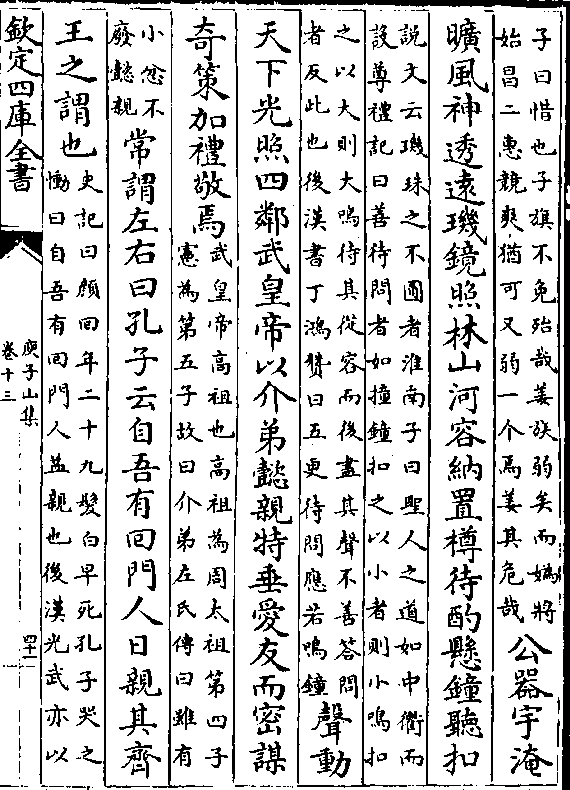 子曰惜也子旗不免殆哉姜族弱矣而媯將
始昌二惠競爽猶可又弱一个焉姜其危哉
公器宇淹
曠風神透遠璣鏡照林山河容納置樽待酌懸鐘聽扣
說文云璣珠之不圓者淮南子曰聖人之道如中衢而
設尊禮記曰善待問者如撞鐘扣之以小者則小鳴扣
之以大則大鳴待其從容而後盡其聲不善答問
者反此也後漢書丁鴻贊曰五更待問應若鳴鐘
聲動
天下光照四鄰武皇帝以介弟懿親特垂愛友而密謀
奇策加禮敬焉
武皇帝高祖也高祖為周太祖第四子
憲為第五子故曰介弟左氏傳曰雖有
小忿不
廢懿親
常謂左右曰孔子云自吾有回門人日親其齊
王之謂也
史記曰顏回年二十九髮白早死孔子哭之
慟曰自吾有回門人益親也後漢光武亦以
欽定四庫全書
庾子山集
卷十三
四十一